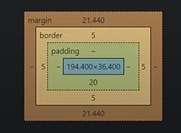 margin 21.440
border 5
padding –
– 5 – 194.400×36.400 – 5 –
20
5
21.440